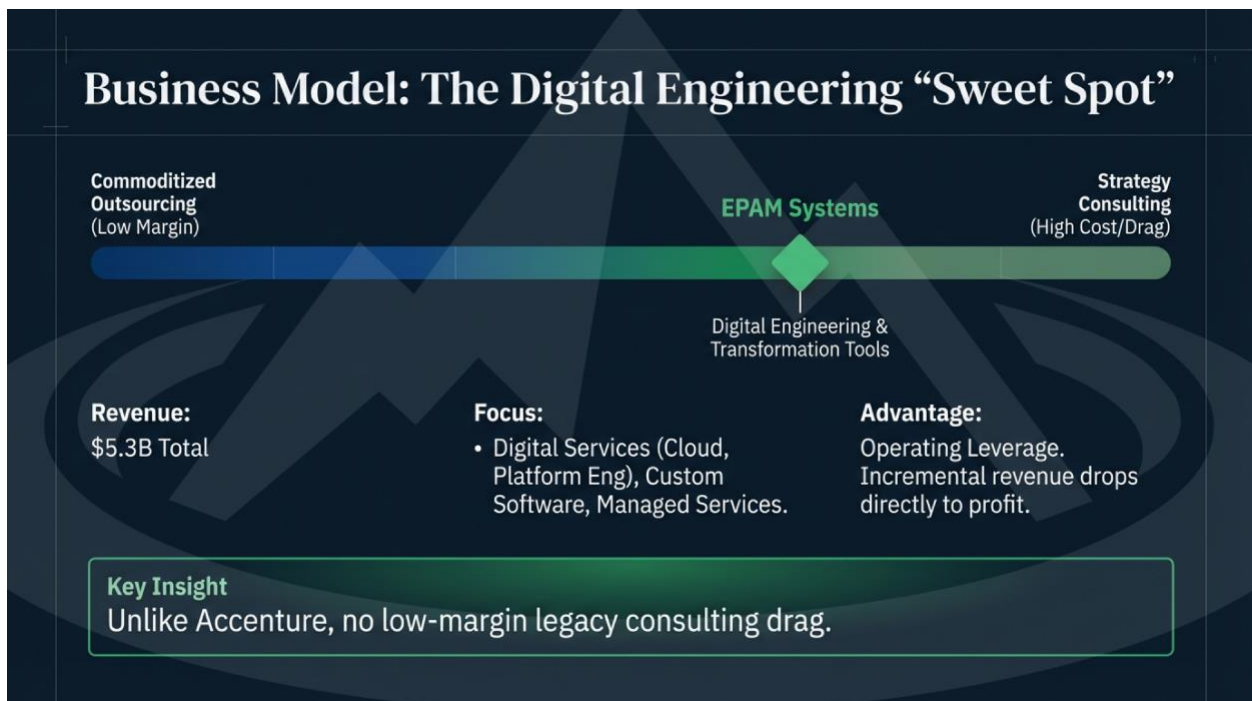 Business Model: The Digital Engineering “Sweet Spot”
Commoditized
Outsourcing
(Low Margin)
EPAM Systems
Strategy
Consulting
(High Cost/Drag)
Digital Engineering &
Transformation Tools
Revenue:
$5.3B Total
Focus:
• Digital Services (Cloud,
Platform Eng), Custom
Software, Managed Services.
Advantage:
Operating Leverage.
Incremental revenue drops
directly to profit.
Key Insight
Unlike Accenture, no low-margin legacy consulting drag.